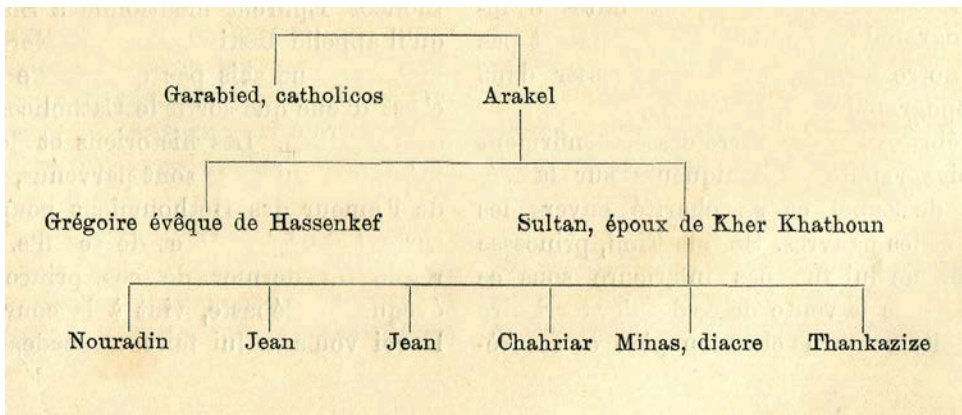 Garabied, catholicos Arakel
Grégoire évêque de Hassenkef Sultan, époux de Kher Khathoun
Nouradin Jean Jean Chahriar Minas, diacre Thankazize